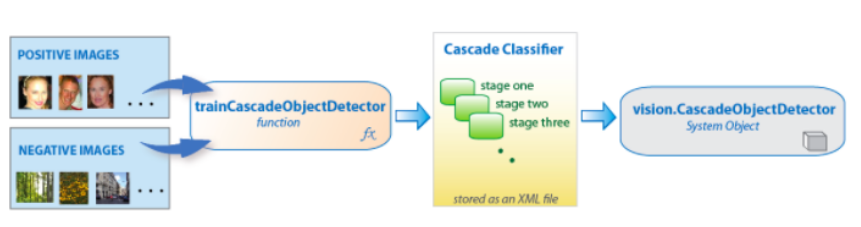 POSITIVE IMAGES
. . .
NEGATIVE IMAGES
. . .
trainCascadeObjectDetector
function
fx
Cascade Classifier
stage one
stage two
stage three
stored as an XML file
vision.CascadeObjectDetector
System Object